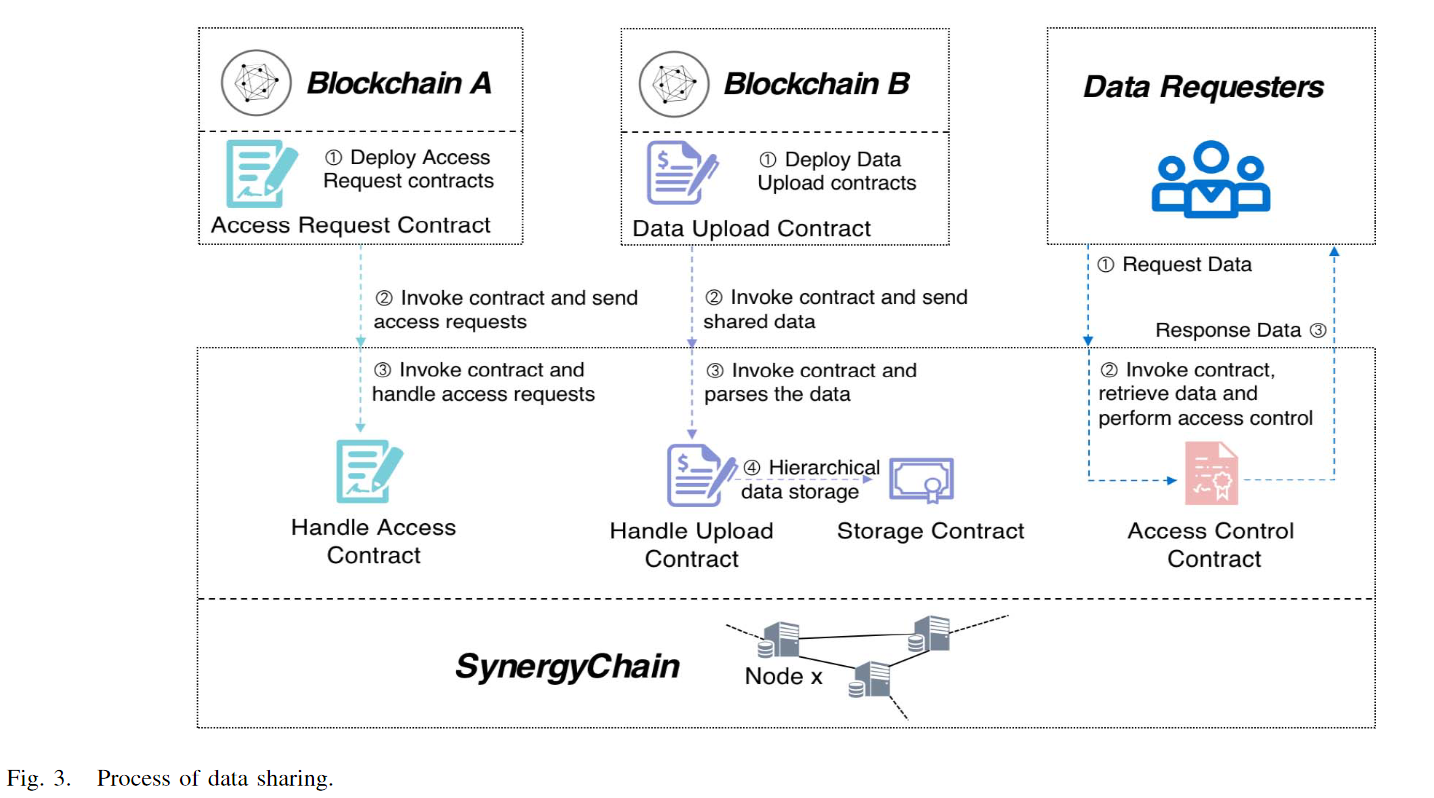 Blockchain A
① Deploy Access
Request contracts
Access Request Contract
Blockchain B
① Deploy Data
Upload contracts
Data Upload Contract
Data Requesters
② Invoke contract and send
access requests
② Invoke contract and send
shared data
① Request Data
Response Data ③
③ Invoke contract and
handle access requests
③ Invoke contract and
parses the data
② Invoke contract,
retrieve data and
perform access control
④ Hierarchical
data storage
Handle Access
Contract
Handle Upload
Contract
Storage Contract
Access Control
Contract
SynergyChain
Node x
Fig. 3. Process of data sharing.